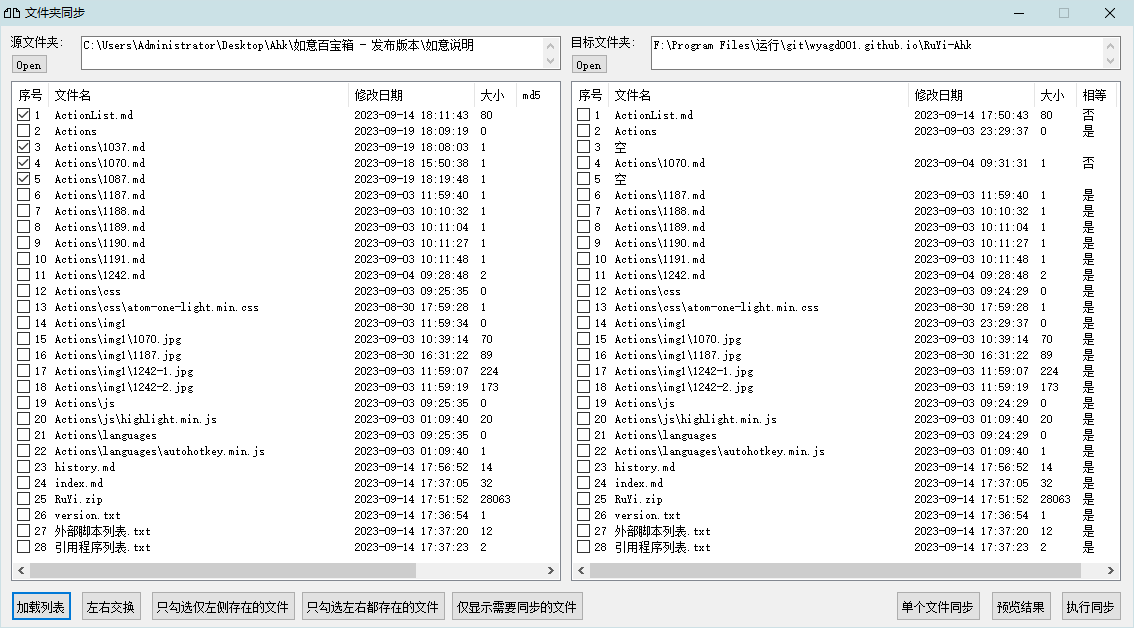 文件夹同步
源文件夹: C:\Users\Administrator\Desktop\Ahk\如意百宝箱 - 发布版本\如意说明 目标文件夹: F:\Program Files\运行\git\wyagd001.github.io\RuYi-Ahk
Open Open
序号 文件名 修改日期 大小 md5 序号 文件名 修改日期 大小 相等
1 ActionList.md 2023-09-14 18:11:43 80 1 ActionList.md 2023-09-14 17:50:43 80 否
2 Actions 2023-09-19 18:09:19 0 2 Actions 2023-09-03 23:29:37 0 是
3 Actions\1037.md 2023-09-19 18:08:03 1 3 空
4 Actions\1070.md 2023-09-18 15:50:38 1 4 Actions\1070.md 2023-09-04 09:31:31 1 否
5 Actions\1087.md 2023-09-19 18:19:48 1 5 空
6 Actions\1187.md 2023-09-03 11:59:40 1 6 Actions\1187.md 2023-09-03 11:59:40 1 是
7 Actions\1188.md 2023-09-03 10:10:32 1 7 Actions\1188.md 2023-09-03 10:10:32 1 是
8 Actions\1189.md 2023-09-03 10:11:04 1 8 Actions\1189.md 2023-09-03 10:11:04 1 是
9 Actions\1190.md 2023-09-03 10:11:27 1 9 Actions\1190.md 2023-09-03 10:11:27 1 是
10 Actions\1191.md 2023-09-03 10:11:48 1 10 Actions\1191.md 2023-09-03 10:11:48 1 是
11 Actions\1242.md 2023-09-04 09:28:48 2 11 Actions\1242.md 2023-09-04 09:28:48 2 是
12 Actions\css 2023-09-03 09:25:35 0 12 Actions\css 2023-09-03 09:24:29 0 是
13 Actions\css\atom-one-light.min.css 2023-08-30 17:59:28 1 13 Actions\css\atom-one-light.min.css 2023-08-30 17:59:28 1 是
14 Actions\img1 2023-09-03 11:59:34 0 14 Actions\img1 2023-09-03 23:29:37 0 是
15 Actions\img1\1070.jpg 2023-09-03 10:39:14 70 15 Actions\img1\1070.jpg 2023-09-03 10:39:14 70 是
16 Actions\img1\1187.jpg 2023-08-30 16:31:22 89 16 Actions\img1\1187.jpg 2023-08-30 16:31:22 89 是
17 Actions\img1\1242-1.jpg 2023-09-03 11:59:07 224 17 Actions\img1\1242-1.jpg 2023-09-03 11:59:07 224 是
18 Actions\img1\1242-2.jpg 2023-09-03 11:59:19 173 18 Actions\img1\1242-2.jpg 2023-09-03 11:59:19 173 是
19 Actions\js 2023-09-03 09:25:35 0 19 Actions\js 2023-09-03 09:24:29 0 是
20 Actions\js\highlight.min.js 2023-09-03 01:09:40 20 20 Actions\js\highlight.min.js 2023-09-03 01:09:40 20 是
21 Actions\languages 2023-09-03 09:25:35 0 21 Actions\languages 2023-09-03 09:24:29 0 是
22 Actions\languages\autohotkey.min.js 2023-09-03 01:09:40 1 22 Actions\languages\autohotkey.min.js 2023-09-03 01:09:40 1 是
23 history.md 2023-09-14 17:56:52 14 23 history.md 2023-09-14 17:56:52 14 是
24 index.md 2023-09-14 17:37:05 32 24 index.md 2023-09-14 17:37:05 32 是
25 RuYi.zip 2023-09-14 17:51:52 28063 25 RuYi.zip 2023-09-14 17:51:52 28063 是
26 version.txt 2023-09-14 17:36:54 1 26 version.txt 2023-09-14 17:36:54 1 是
27 外部脚本列表.txt 2023-09-14 17:37:20 12 27 外部脚本列表.txt 2023-09-14 17:37:20 12 是
28 引用程序列表.txt 2023-09-14 17:37:23 2 28 引用程序列表.txt 2023-09-14 17:37:23 2 是
加载列表 左右交换 只勾选仅左侧存在的文件 只勾选左右都存在的文件 仅显示需要同步的文件 单个文件同步 预览结果 执行同步